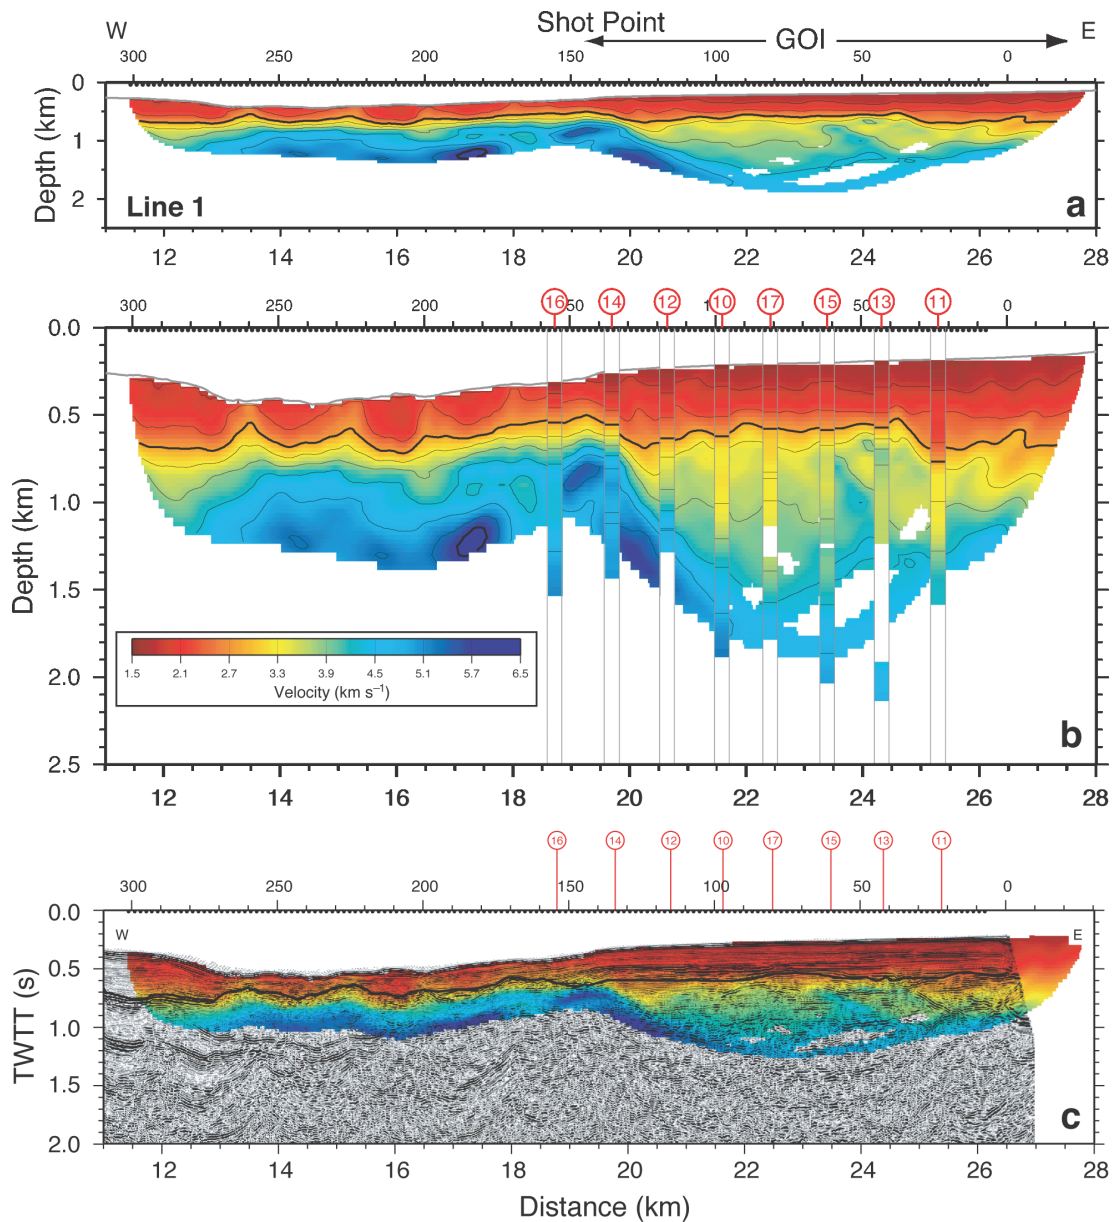 Shot Point
W GOI E
300 250 200 150 100 50 0
0
1
2
Depth (km)
Line 1
a
12 14 16 18 20 22 24 26 28
300 250 200 50 1 50 0
16 14 12 10 17 15 13 11
0.0
0.5
1.0
1.5
2.0
2.5
Depth (km)
1.5 2.1 2.7 3.3 3.9 4.5 5.1 5.7 6.5
Velocity (km s⁻¹)
b
12 14 16 18 20 22 24 26 28
16 14 12 10 17 15 13 11
300 250 200 150 100 50 0
W E
0.0
0.5
1.0
1.5
2.0
TWTT (s)
c
12 14 16 18 20 22 24 26 28
Distance (km)